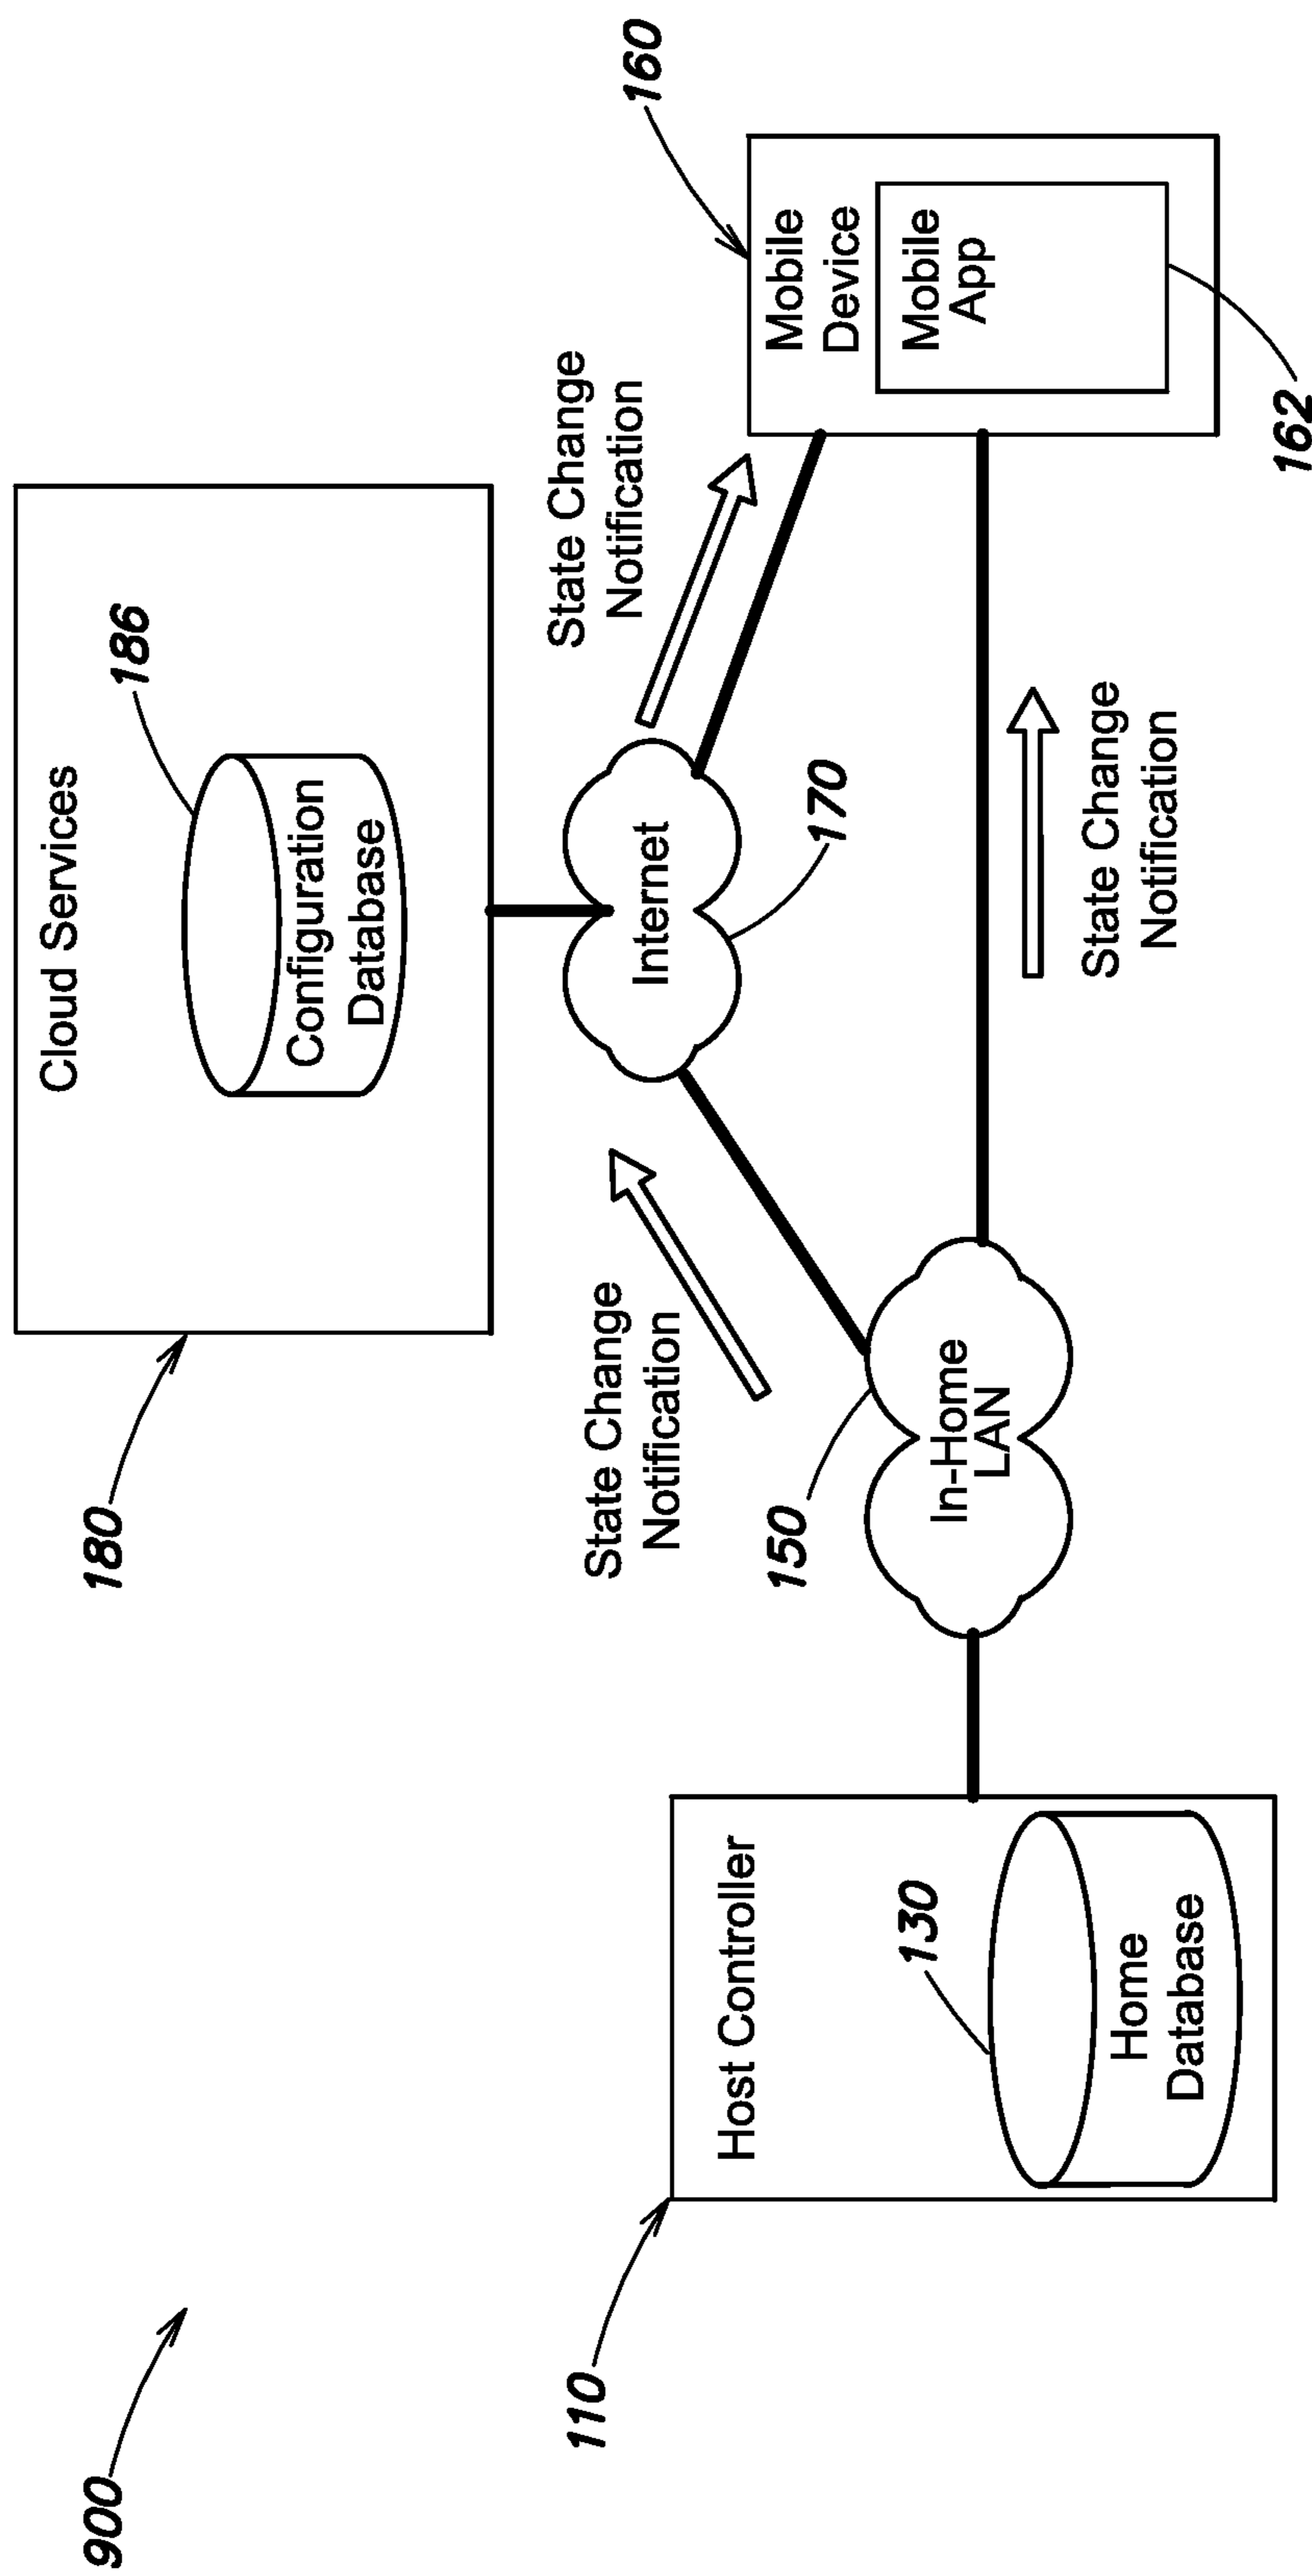 900
180
Cloud Services
186
Configuration
Database
110
Host Controller
130
Home
Database
State Change
Notification
150
In-Home
LAN
Internet
170
State Change
Notification
State Change
Notification
160
Mobile
Device
Mobile
App
162